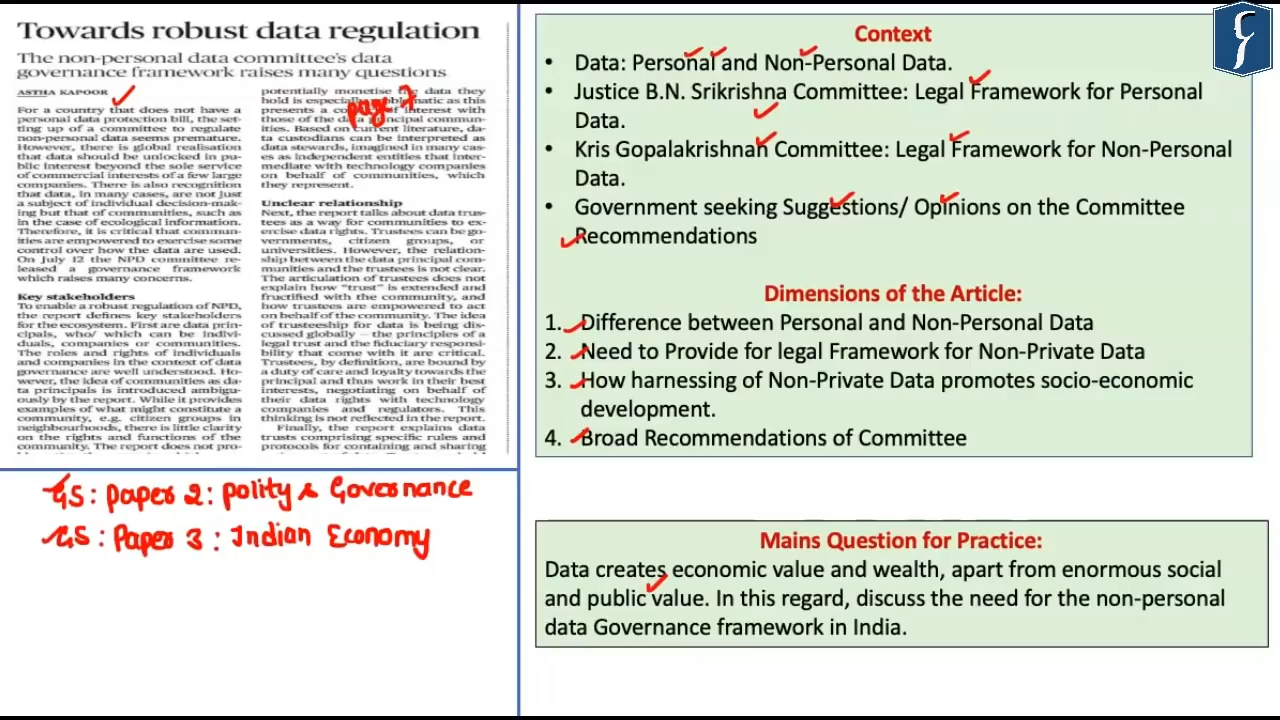 Towards robust data regulation
The non-personal data committee's data
governance framework raises many questions
ASTHA KAPOOR
For a country that does not have a
personal data protection bill, the set-
ting up of a committee to regulate
non-personal data seems premature.
However, there is global realisation
that data should be unlocked in pu-
blic interest beyond the sole service
of commercial interests of a few large
companies. There is also recognition
that data, in many cases, are not just
a subject of individual decision-mak-
ing but that of communities, such as
in the case of ecological information.
Therefore, it is critical that commun-
ities are empowered to exercise some
control over how the data are used.
On July 12 the NPD committee re-
leased a governance framework
which raises many concerns.
Key stakeholders
To enable a robust regulation of NPD,
the report defines key stakeholders
for the ecosystem. First are data prin-
cipals, who/ which can be indivi-
duals, companies or communities.
The roles and rights of individuals
and companies in the context of data
governance are well understood. Ho-
wever, the idea of communities as da-
ta principals is introduced ambigu-
ously by the report. While it provides
examples of what might constitute a
community, e.g. citizen groups in
neighbourhoods, there is little clarity
on the rights and functions of the
community. The report does not pro-
potentially monetise the data they
hold is especially problematic as this
presents a of interest with
those of the data principal commun-
ities. Based on current literature, da-
ta custodians can be interpreted as
data stewards, imagined in many cas-
es as independent entities that inter-
mediate with technology companies
on behalf of communities, which
they represent.
Page 7
Unclear relationship
Next, the report talks about data trus-
tees as a way for communities to ex-
ercise data rights. Trustees can be go-
vernments, citizen groups, or
universities. However, the relation-
ship between the data principal com-
munities and the trustees is not clear.
The articulation of trustees does not
explain how "trust" is extended and
fructified with the community, and
how trustees are empowered to act
on behalf of the community. The idea
of trusteeship for data is being dis-
cussed globally – the principles of a
legal trust and the fiduciary responsi-
bility that come with it are critical.
Trustees, by definition, are bound by
a duty of care and loyalty towards the
principal and thus work in their best
interests, negotiating on behalf of
their data rights with technology
companies and regulators. This
thinking is not reflected in the report.
Finally, the report explains data
trusts comprising specific rules and
protocols for containing and sharing
GS: Paper 2: Polity & Governance
GS: Paper 3: Indian Economy
Context
• Data: Personal and Non-Personal Data.
• Justice B.N. Srikrishna Committee: Legal Framework for Personal
Data.
• Kris Gopalakrishnan Committee: Legal Framework for Non-Personal
Data.
• Government seeking Suggestions/ Opinions on the Committee
Recommendations
Dimensions of the Article:
1. Difference between Personal and Non-Personal Data
2. Need to Provide for legal Framework for Non-Private Data
3. How harnessing of Non-Private Data promotes socio-economic
development.
4. Broad Recommendations of Committee
Mains Question for Practice:
Data creates economic value and wealth, apart from enormous social
and public value. In this regard, discuss the need for the non-personal
data Governance framework in India.